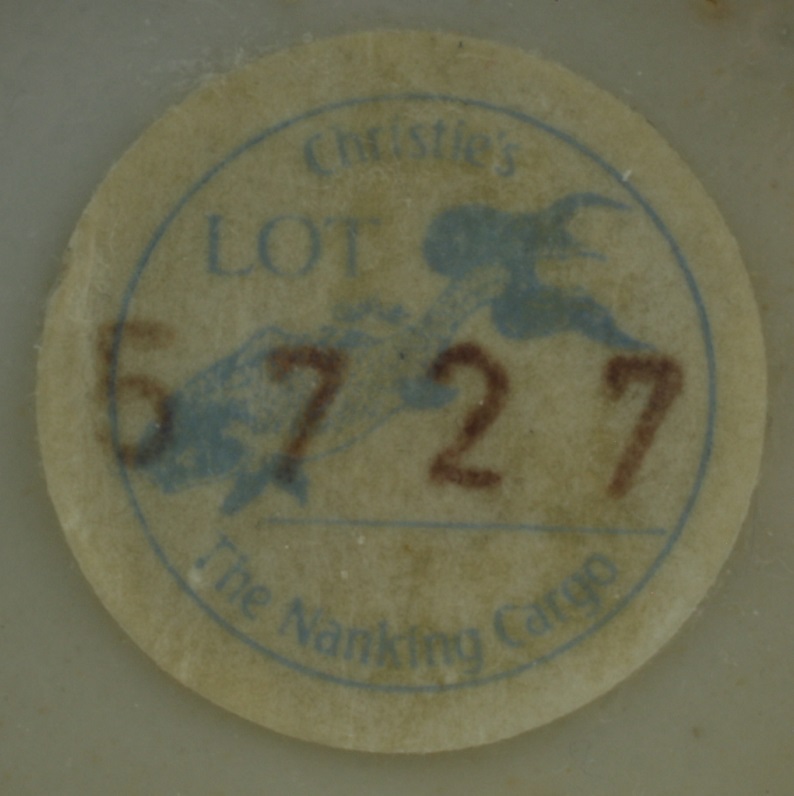 Christie's
LOT
5727
The Nanking Cargo